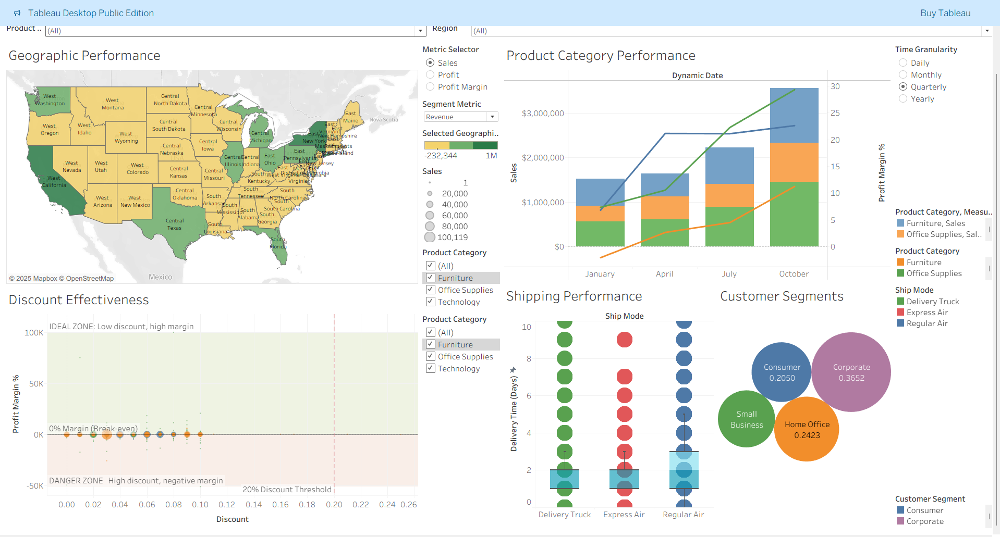 Tableau Desktop Public Edition
Buy Tableau
Product ..
(All)
Region
(All)
Geographic Performance
West Washington
West Montana
Central North Dakota
Central Minnesota
West Oregon
West Idaho
West Wyoming
Central South Dakota
Central Wisconsin
Central Michigan
East Maine
Nova Scotia
East Vermont
East New Hampshire
East New York
East Massachusetts
East Connecticut
Rhode Island
Central Nebraska
Central Iowa
Central Illinois
Central Indiana
East Ohio
East Pennsylvania
East New Jersey
East Maryland
District of Columbia
East Delaware
West Nevada
West Utah
West Colorado
Central Kansas
Central Missouri
South Kentucky
East West Virginia
South Virginia
West California
West Arizona
West New Mexico
Central Oklahoma
South Arkansas
South Tennessee
South North Carolina
South South Carolina
South Mississippi
South Alabama
South Georgia
Central Texas
South Louisiana
South Florida
Mexico
© 2025 Mapbox © OpenStreetMap
Metric Selector
Sales
Profit
Profit Margin
Segment Metric
Revenue
Selected Geographi..
-232,344 1M
Sales
1
20,000
40,000
60,000
80,000
100,119
Product Category
(All)
Furniture
Office Supplies
Technology
Product Category
(All)
Furniture
Office Supplies
Technology
Product Category Performance
Dynamic Date
Sales
$3,000,000
$2,000,000
$1,000,000
$0
30
25
20
15
10
5
0
Profit Margin %
January April July October
Time Granularity
Daily
Monthly
Quarterly
Yearly
Product Category, Measu..
Furniture, Sales
Office Supplies, Sal..
Product Category
Furniture
Office Supplies
Ship Mode
Delivery Truck
Express Air
Regular Air
Discount Effectiveness
IDEAL ZONE: Low discount, high margin
100K
50K
0K
-50K
Profit Margin %
0% Margin (Break-even)
DANGER ZONE High discount, negative margin
20% Discount Threshold
0.00 0.02 0.04 0.06 0.08 0.10 0.12 0.14 0.16 0.18 0.20 0.22 0.24 0.26
Discount
Shipping Performance
Ship Mode
Delivery Time (Days)
10
8
6
4
2
0
Delivery Truck Express Air Regular Air
Customer Segments
Consumer
0.2050
Corporate
0.3652
Small
Business
Home Office
0.2423
Customer Segment
Consumer
Corporate